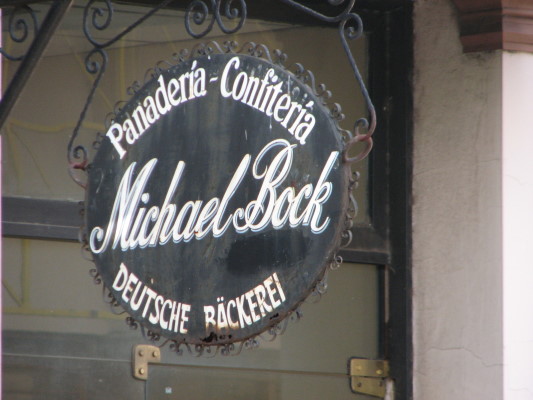 Panadería - Confitería
Michael Bock
DEUTSCHE BÄCKEREI